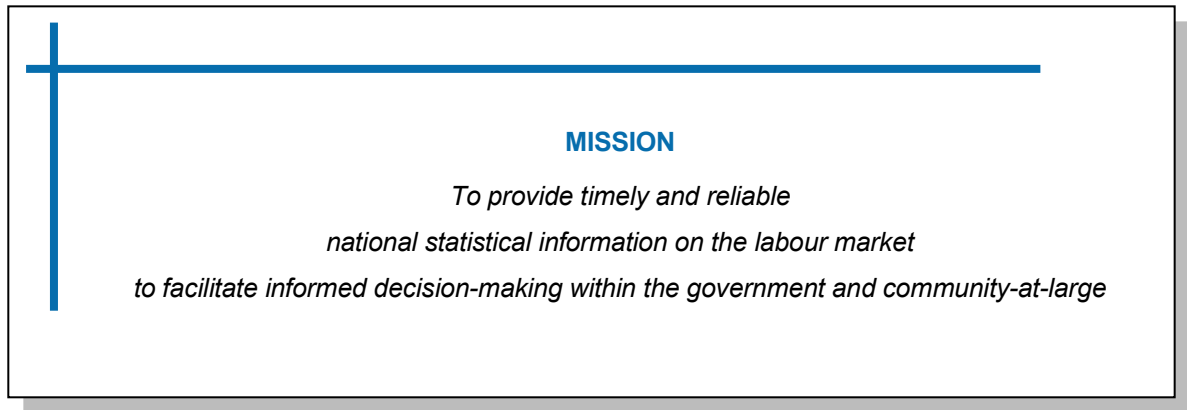 MISSION
To provide timely and reliable
national statistical information on the labour market
to facilitate informed decision-making within the government and community-at-large